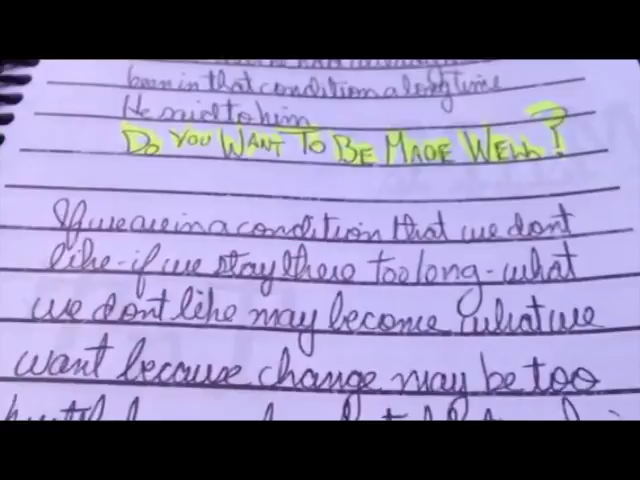 been in that condition a long time
He said to him
DO YOU WANT TO BE MADE WELL?
If we are in a condition that we dont
like-if we stay there too long-what
we dont like may become what we
want because change may be too